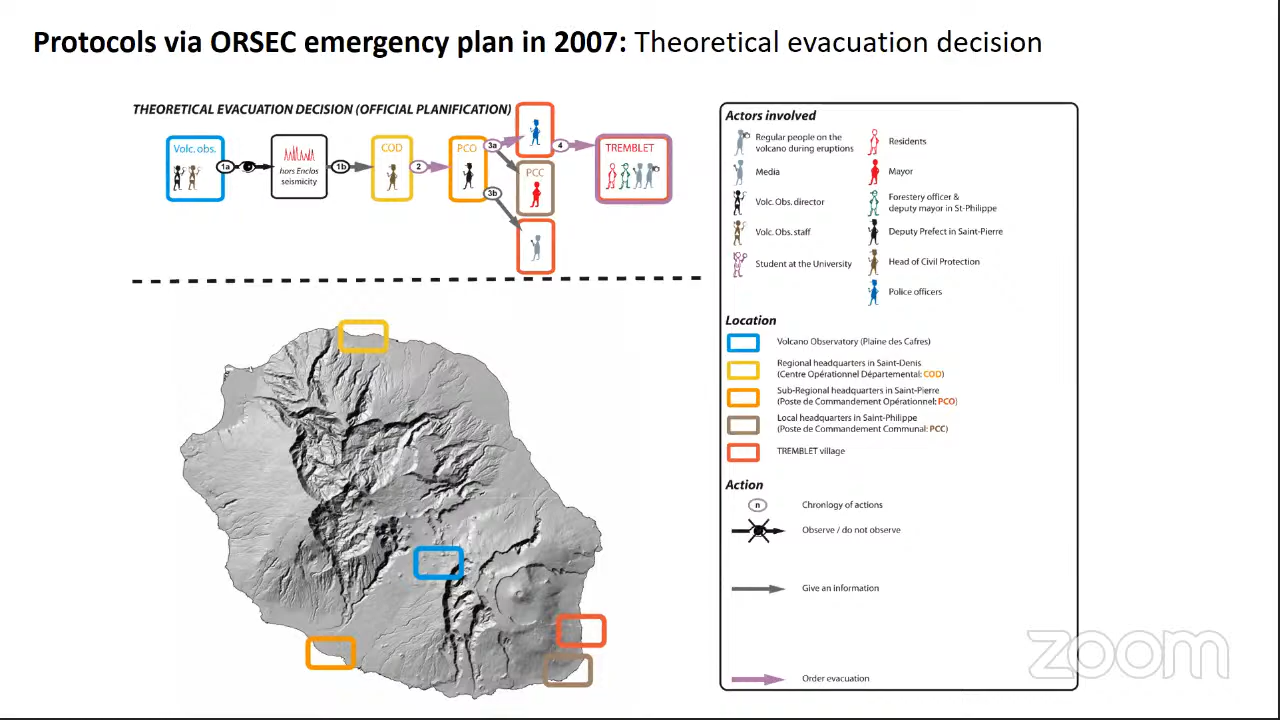 Protocols via ORSEC emergency plan in 2007: Theoretical evacuation decision
THEORETICAL EVACUATION DECISION (OFFICIAL PLANIFICATION)
Volc. obs.
1a
hors Enclos
seismicity
1b
COD
2
PCO
3a
3b
PCC
4
TREMBLET
Actors involved
Regular people on the
volcano during eruptions
Media
Volc. Obs. director
Volc. Obs. staff
Student at the University
Residents
Mayor
Forestery officer &
deputy mayor in St-Philippe
Deputy Prefect in Saint-Pierre
Head of Civil Protection
Police officers
Location
Volcano Observatory (Plaine des Cafres)
Regional headquarters in Saint-Denis
(Centre Opérationnel Départemental: COD)
Sub-Regional headquarters in Saint-Pierre
(Poste de Commandement Opérationnel: PCO)
Local headquarters in Saint-Philippe
(Poste de Commandement Communal: PCC)
TREMBLET village
Action
n
Chronlogy of actions
Observe / do not observe
Give an information
Order evacuation
zoom